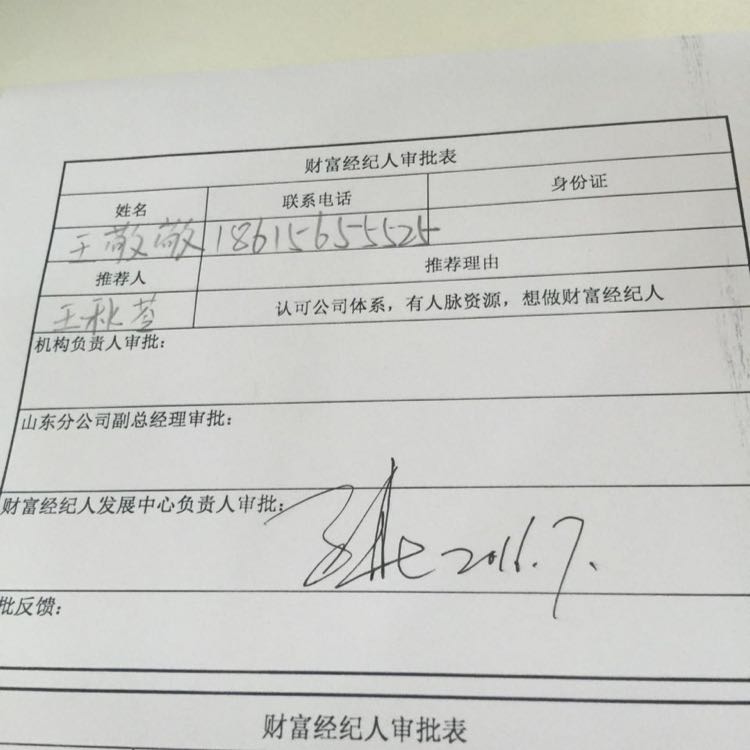 财富经纪人审批表
姓名 联系电话 身份证
王敬敬 18615655525
推荐人 推荐理由
王秋荟 认可公司体系，有人脉资源，想做财富经纪人
机构负责人审批：
山东分公司副总经理审批：
财富经纪人发展中心负责人审批：
2016.7.
批反馈：
财富经纪人审批表